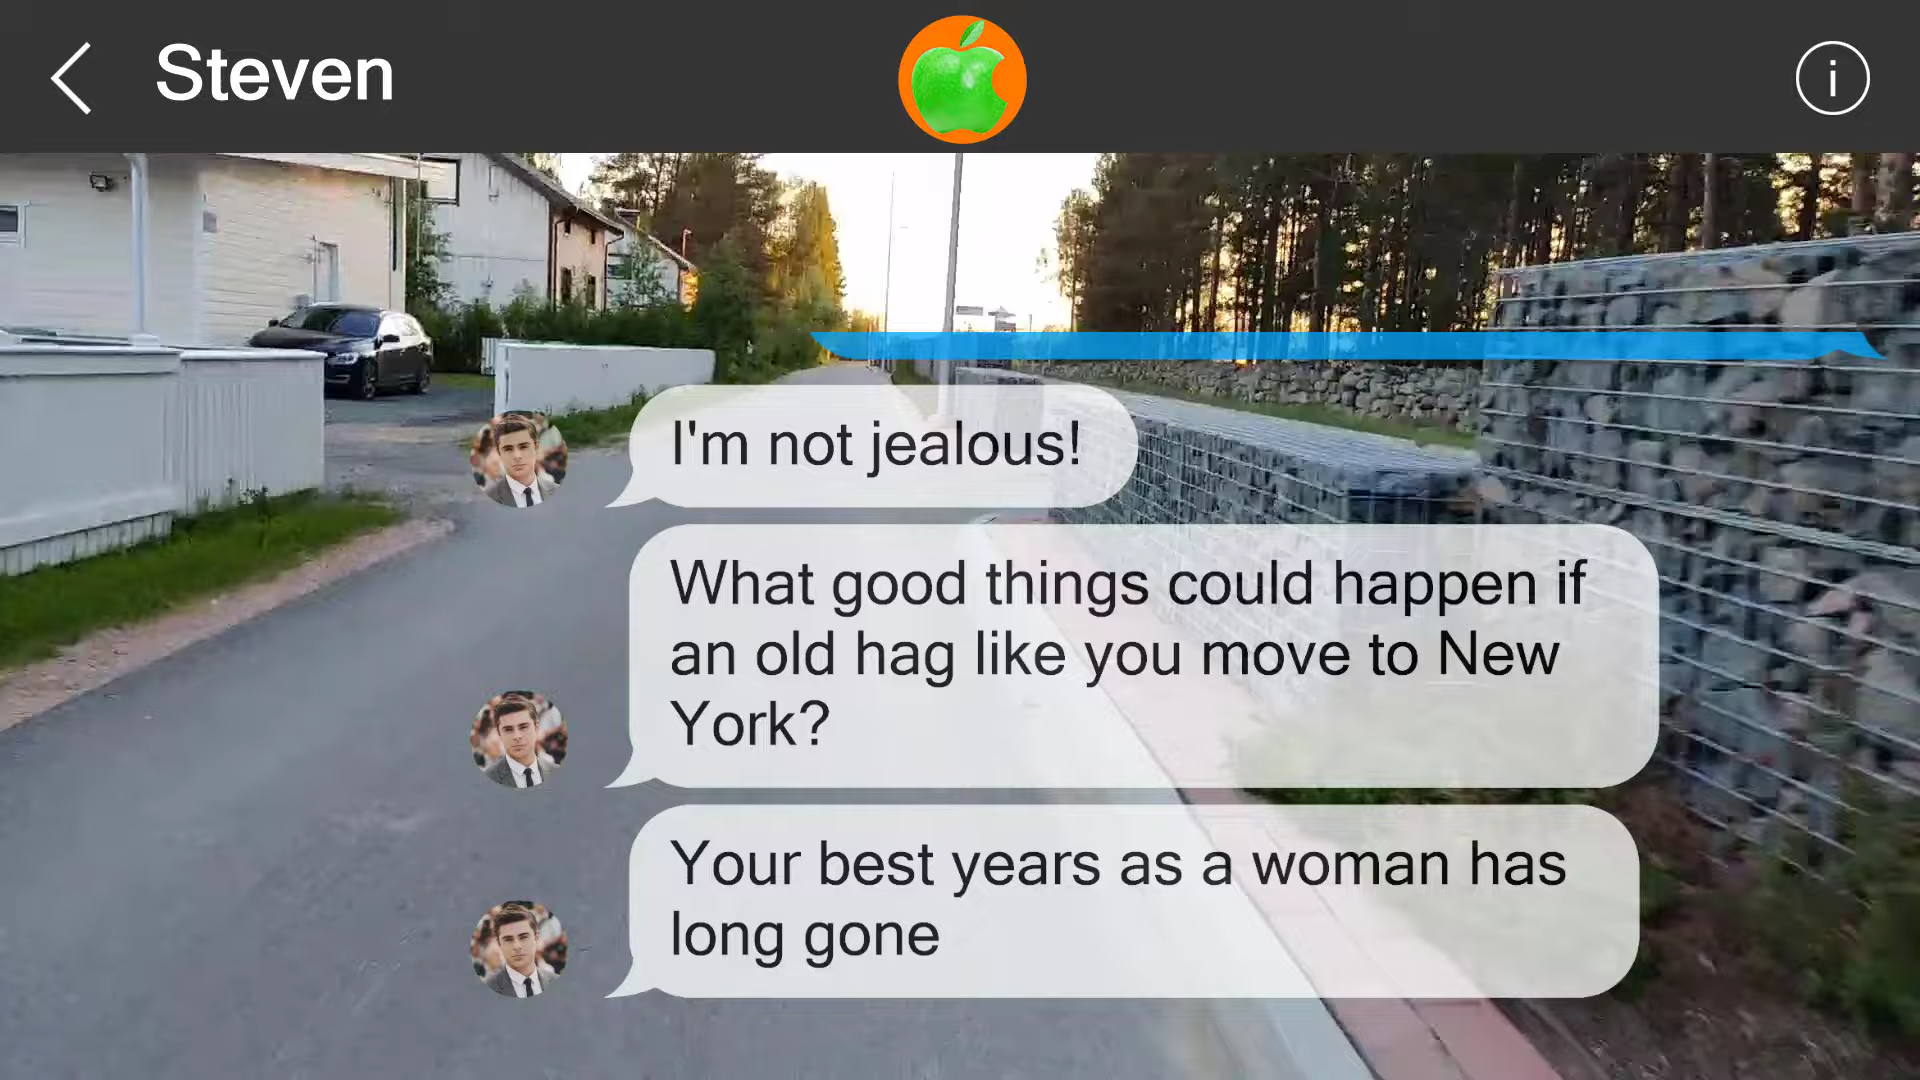 Steven
I'm not jealous!
What good things could happen if
an old hag like you move to New
York?
Your best years as a woman has
long gone